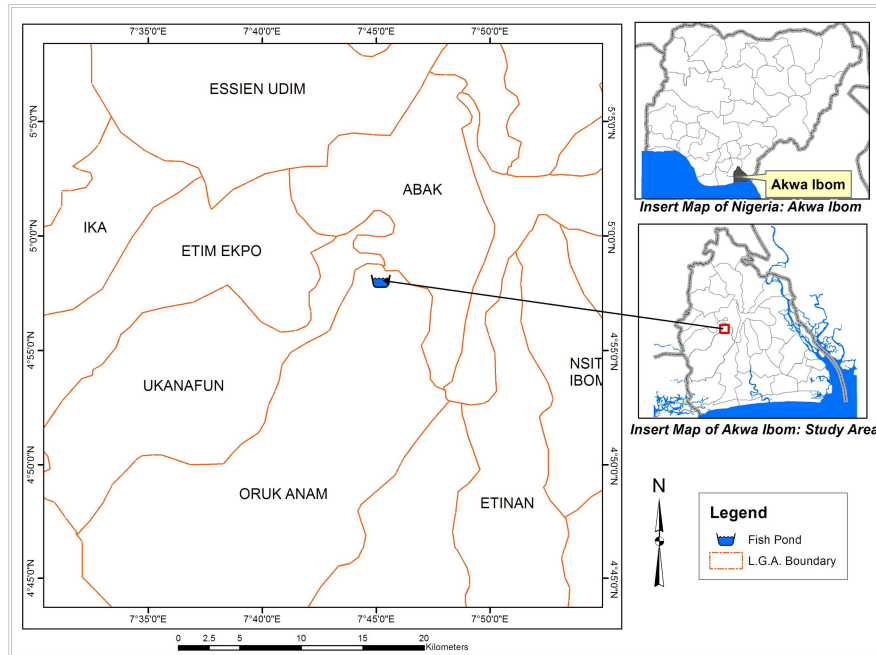 7°35'0"E
7°40'0"E
7°45'0"E
7°50'0"E
5°5'0"N
5°0'0"N
4°55'0"N
4°50'0"N
4°45'0"N
ESSIEN UDIM
ABAK
IKA
ETIM EKPO
UKANAFUN
NSIT
IBOM
ORUK ANAM
ETINAN
5°5'0"N
5°0'0"N
4°55'0"N
4°50'0"N
4°45'0"N
7°35'0"E
7°40'0"E
7°45'0"E
7°50'0"E
0 2.5 5 10 15 20
Kilometers
Akwa Ibom
Insert Map of Nigeria: Akwa Ibom
Insert Map of Akwa Ibom: Study Area
N
Legend
Fish Pond
L.G.A. Boundary